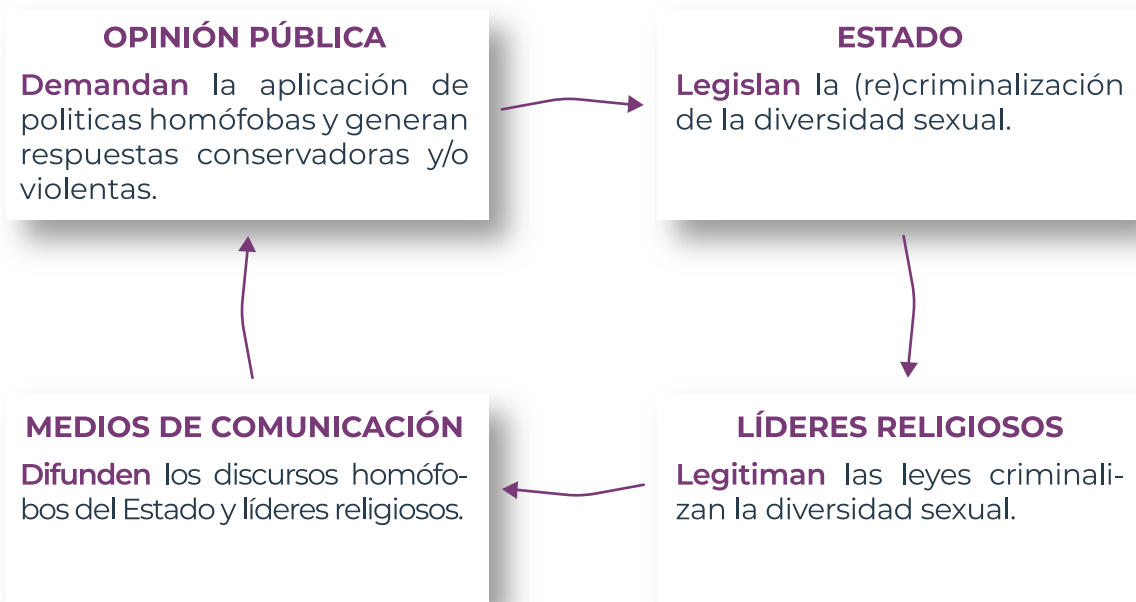 OPINIÓN PÚBLICA
Demandan la aplicación de
politicas homófobas y generan
respuestas conservadoras y/o
violentas.
ESTADO
Legislan la (re)criminalización
de la diversidad sexual.
MEDIOS DE COMUNICACIÓN
Difunden los discursos homófo-
bos del Estado y líderes religiosos.
LÍDERES RELIGIOSOS
Legitiman las leyes criminali-
zan la diversidad sexual.